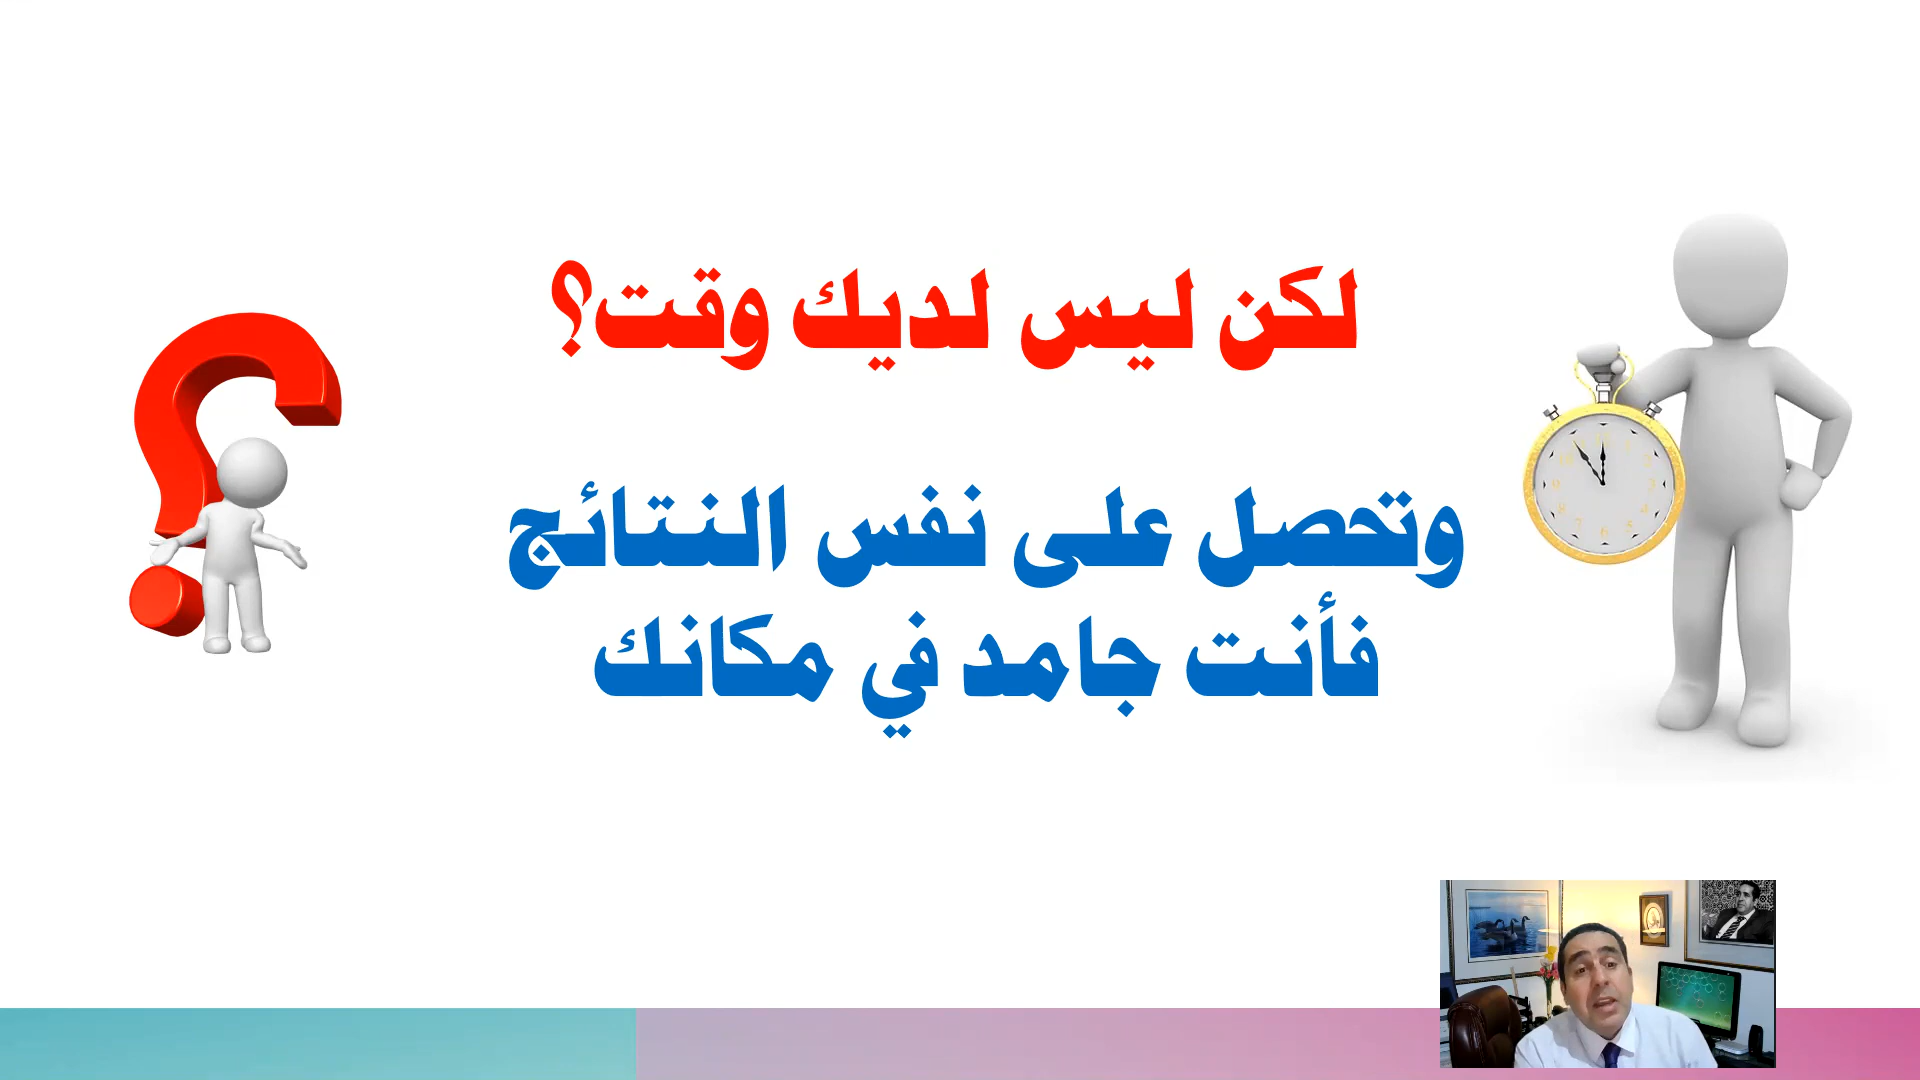 لكن ليس لديك وقت؟
وتحصل على نفس النتائج
فأنت جامد في مكانك